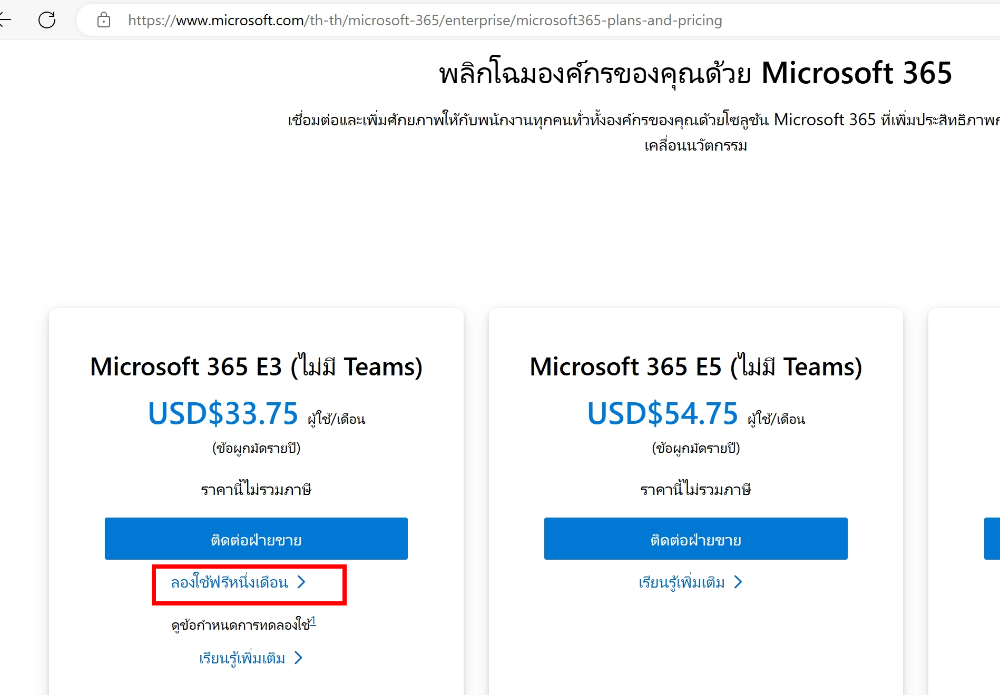 https://www.microsoft.com/th-th/microsoft-365/enterprise/microsoft365-plans-and-pricing
พลิกโฉมองค์กรของคุณด้วย Microsoft 365
เชื่อมต่อและเพิ่มศักยภาพให้กับพนักงานทุกคนทั่วทั้งองค์กรของคุณด้วยโซลูชัน Microsoft 365 ที่เพิ่มประสิทธิภาพก
เคลื่อนนวัตกรรม
Microsoft 365 E3 (ไม่มี Teams)
USD$33.75 ผู้ใช้/เดือน
(ข้อผูกมัดรายปี)
ราคานี้ไม่รวมภาษี
ติดต่อฝ่ายขาย
ลองใช้ฟรีหนึ่งเดือน
ดูข้อกำหนดการทดลองใช้1
เรียนรู้เพิ่มเติม
Microsoft 365 E5 (ไม่มี Teams)
USD$54.75 ผู้ใช้/เดือน
(ข้อผูกมัดรายปี)
ราคานี้ไม่รวมภาษี
ติดต่อฝ่ายขาย
เรียนรู้เพิ่มเติม